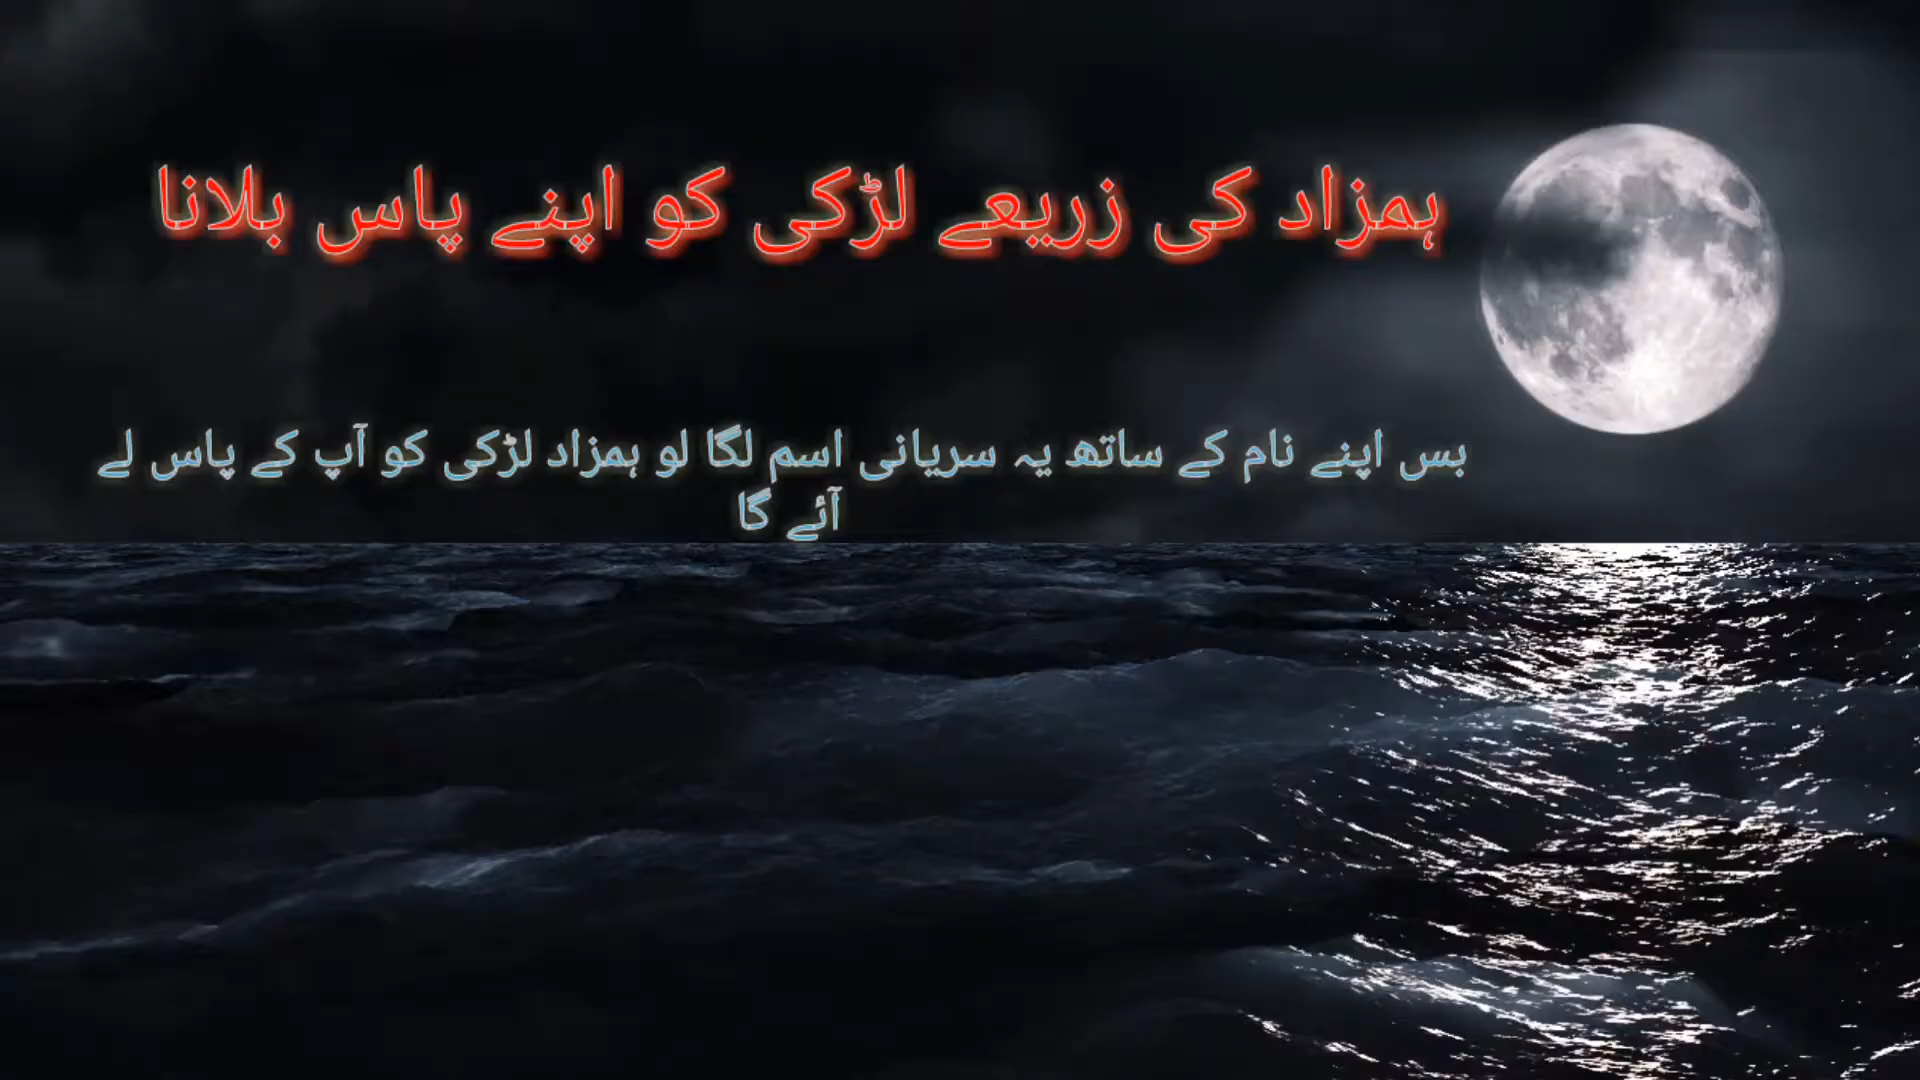 ہمزاد کی زریعے لڑکی کو اپنے پاس بلانا
بس اپنے نام کے ساتھ یہ سریانی اسم لگا لو ہمزاد لڑکی کو آپ کے پاس لے
آئے گا